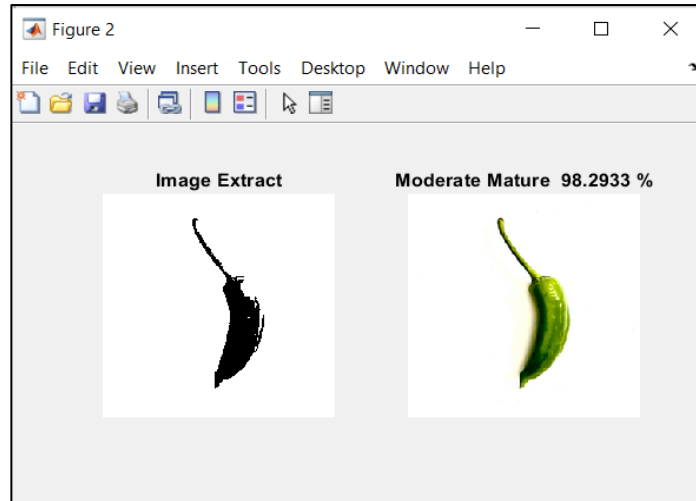 Figure 2
File Edit View Insert Tools Desktop Window Help
Image Extract
Moderate Mature 98.2933 %